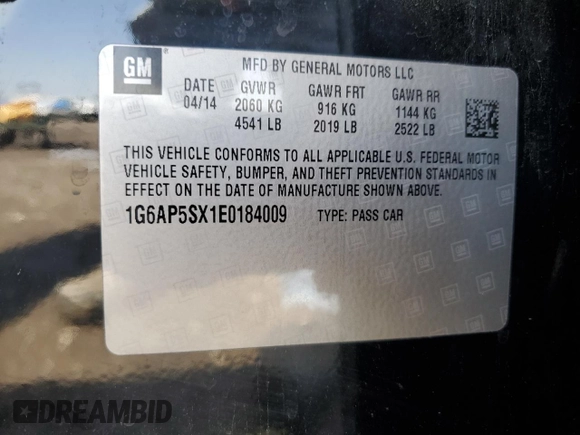 GM
MFD BY GENERAL MOTORS LLC
DATE GVWR GAWR FRT GAWR RR
04/14 2060 KG 916 KG 1144 KG
4541 LB 2019 LB 2522 LB
THIS VEHICLE CONFORMS TO ALL APPLICABLE U.S. FEDERAL MOTOR
VEHICLE SAFETY, BUMPER, AND THEFT PREVENTION STANDARDS IN
EFFECT ON THE DATE OF MANUFACTURE SHOWN ABOVE.
1G6AP5SX1E0184009 TYPE: PASS CAR
DREAMBID